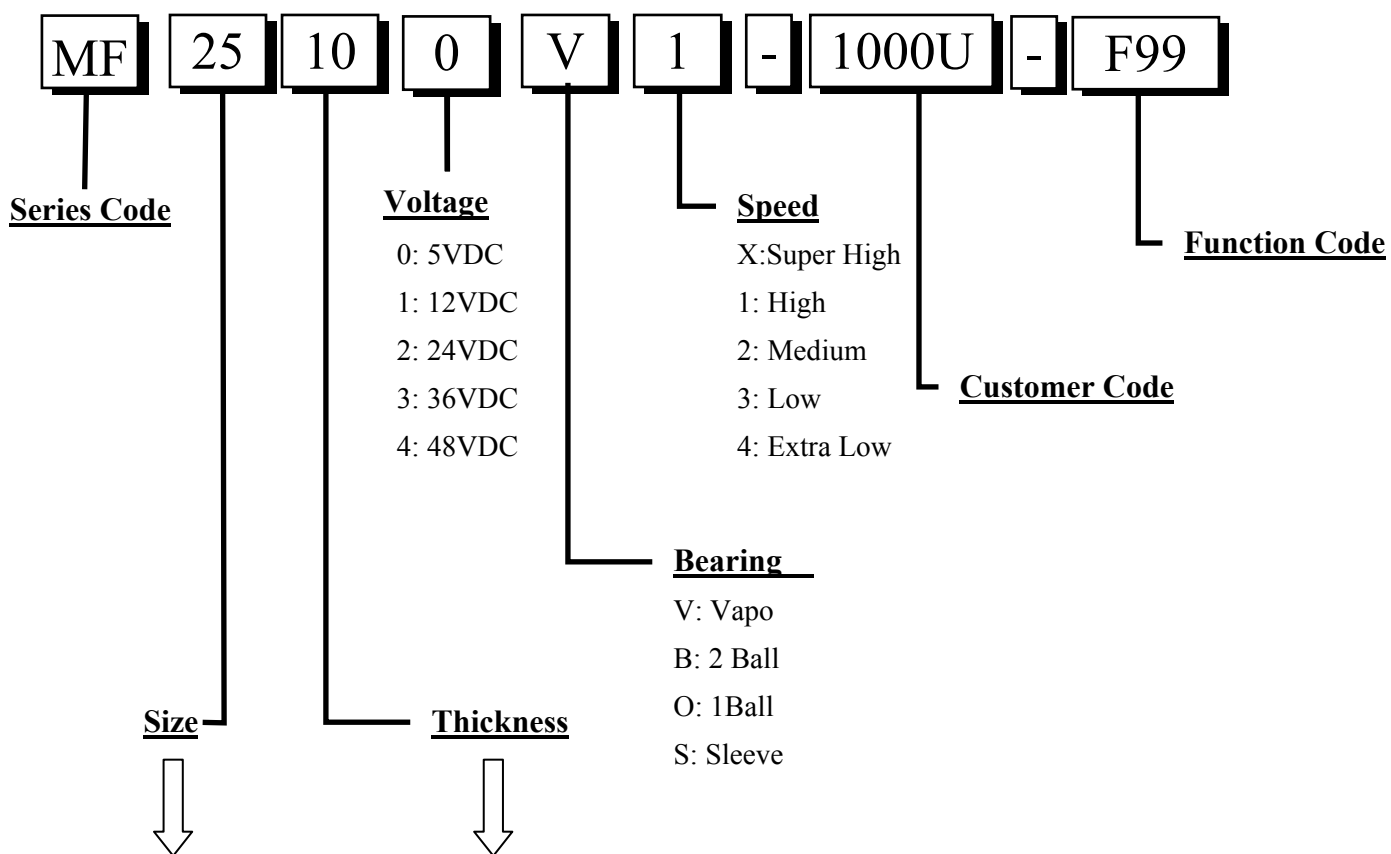 MF 25 10 0 V 1 - 1000U - F99
Series Code
Voltage
0: 5VDC
1: 12VDC
2: 24VDC
3: 36VDC
4: 48VDC
Speed
X:Super High
1: High
2: Medium
3: Low
4: Extra Low
Function Code
Customer Code
Bearing
V: Vapo
B: 2 Ball
O: 1Ball
S: Sleeve
Size
Thickness